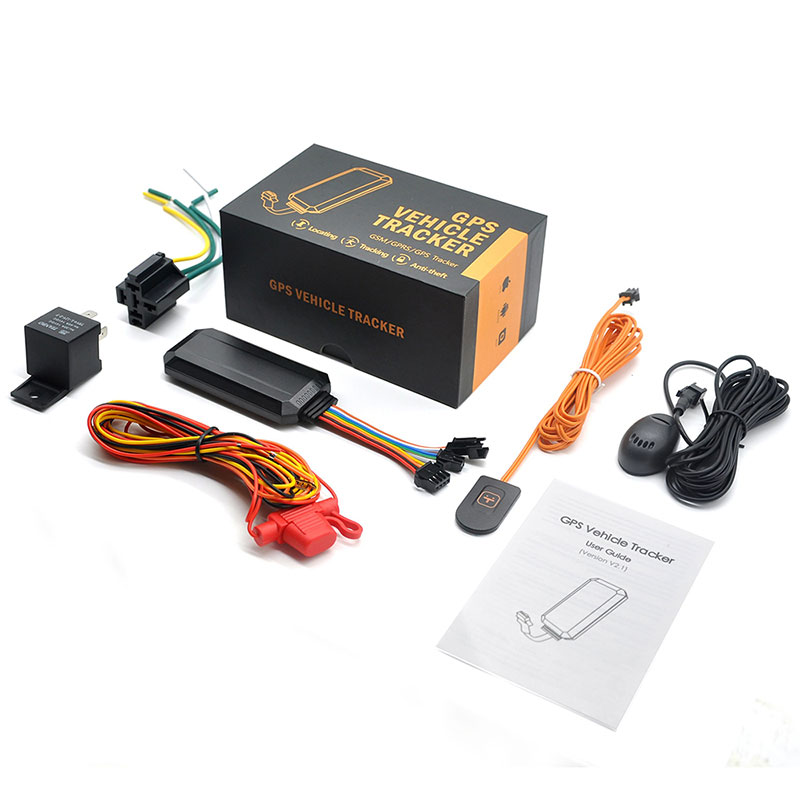 GPS
VEHICLE
TRACKER
GSM/GPRS/GPS Tracker
Locating
Tracking
Anti-theft
GPS VEHICLE TRACKER
GPS Vehicle Tracker
User Guide
(Version V2.1)